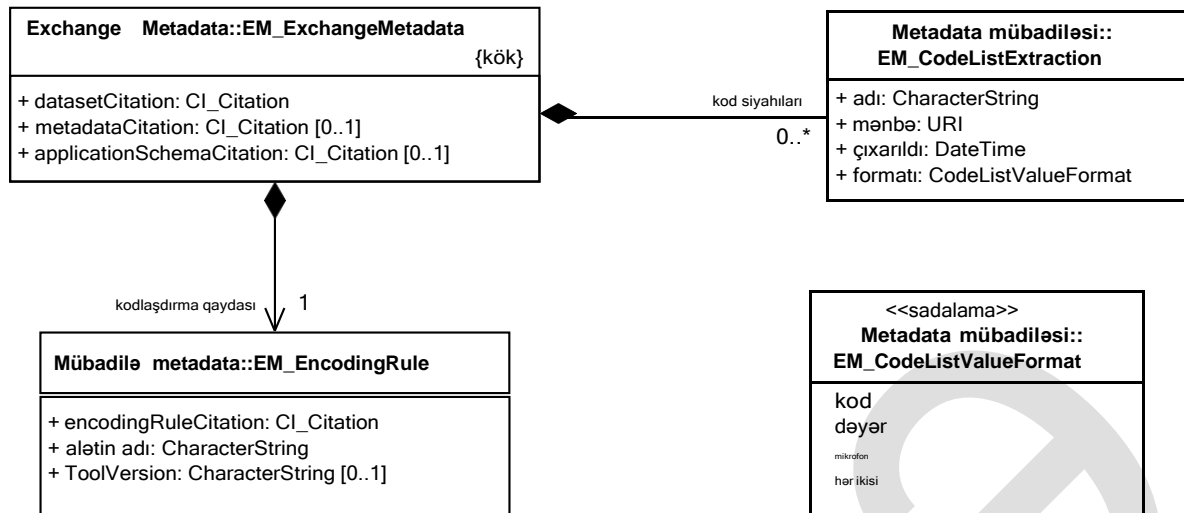 Exchange Metadata::EM_ExchangeMetadata
{kök}
+ datasetCitation: CI_Citation
+ metadataCitation: CI_Citation [0..1]
+ applicationSchemaCitation: CI_Citation [0..1]
kod siyahıları
0..*
Metadata mübadiləsi::
EM_CodeListExtraction
+ adı: CharacterString
+ mənbə: URI
+ çıxarıldı: DateTime
+ formatı: CodeListValueFormat
kodlaşdırma qaydası
1
Mübadilə metadata::EM_EncodingRule
+ encodingRuleCitation: CI_Citation
+ alətin adı: CharacterString
+ ToolVersion: CharacterString [0..1]
<<sadalama>>
Metadata mübadiləsi::
EM_CodeListValueFormat
kod
dəyər
mikrofon
hər ikisi